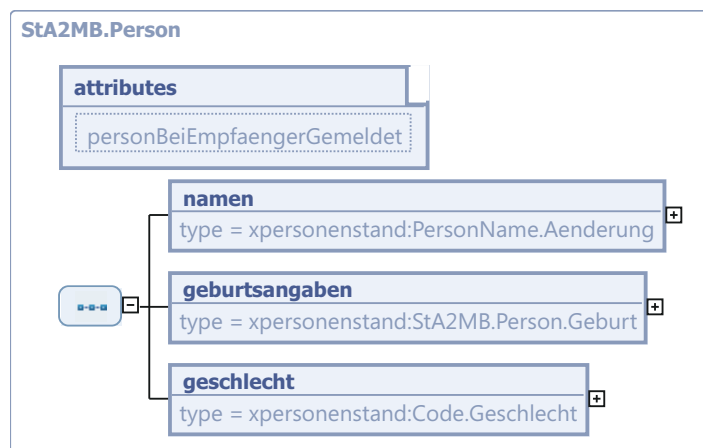 StA2MB.Person
attributes
personBeiEmpfaengerGemeldet
namen
type = xpersonenstand:PersonName.Aenderung
geburtsangaben
type = xpersonenstand:StA2MB.Person.Geburt
geschlecht
type = xpersonenstand:Code.Geschlecht